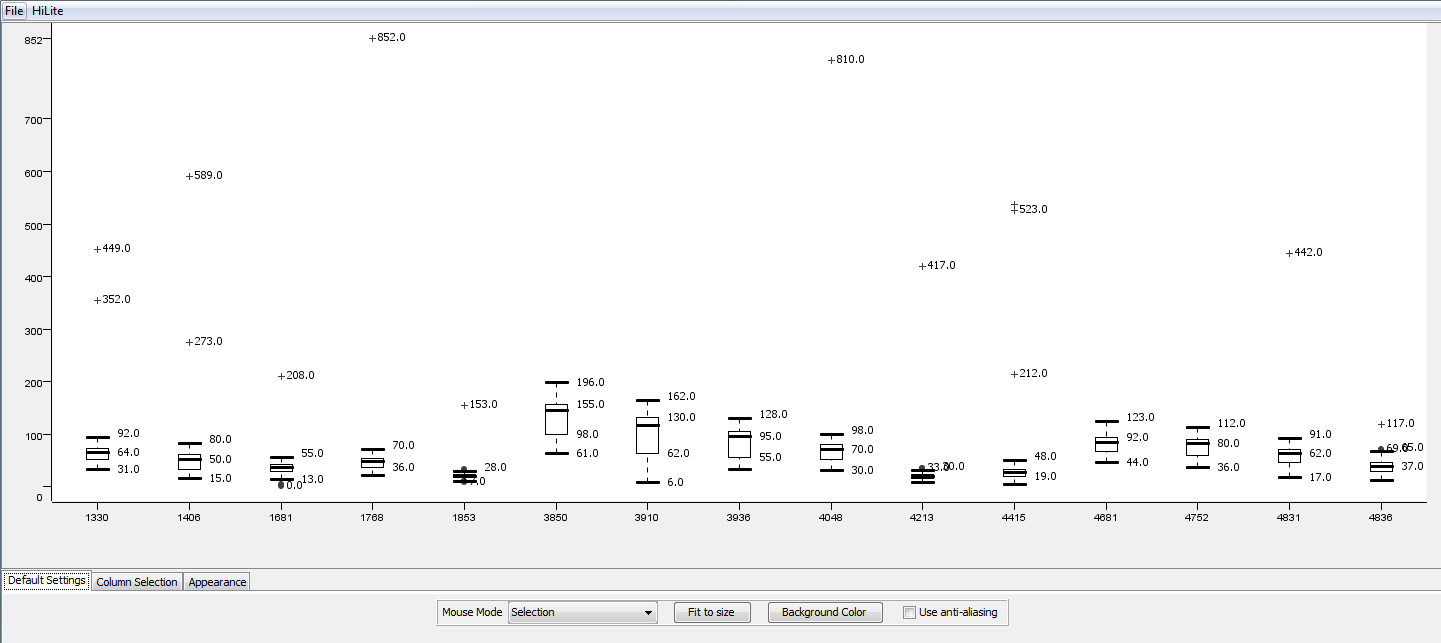 File HiLite
852 +852.0 +810.0
700
600 +589.0
500 +523.0
+449.0 +442.0
400 +417.0
+352.0
300
+273.0
200 +208.0 +212.0
196.0 162.0
+153.0 155.0 130.0 128.0 123.0 112.0 +117.0
100 92.0 80.0 98.0 95.0 98.0 92.0 80.0 91.0
64.0 50.0 55.0 70.0 62.0 70.0 48.0 62.0 69.0 65.0
31.0 15.0 13.0 36.0 28.0 61.0 55.0 30.0 33.0 19.0 44.0 36.0 17.0 37.0
0 0.0 6.0
1330 1406 1681 1768 1853 3850 3910 3936 4048 4213 4415 4681 4752 4831 4836
Default Settings Column Selection Appearance
Mouse Mode Selection Fit to size Background Color Use anti-aliasing